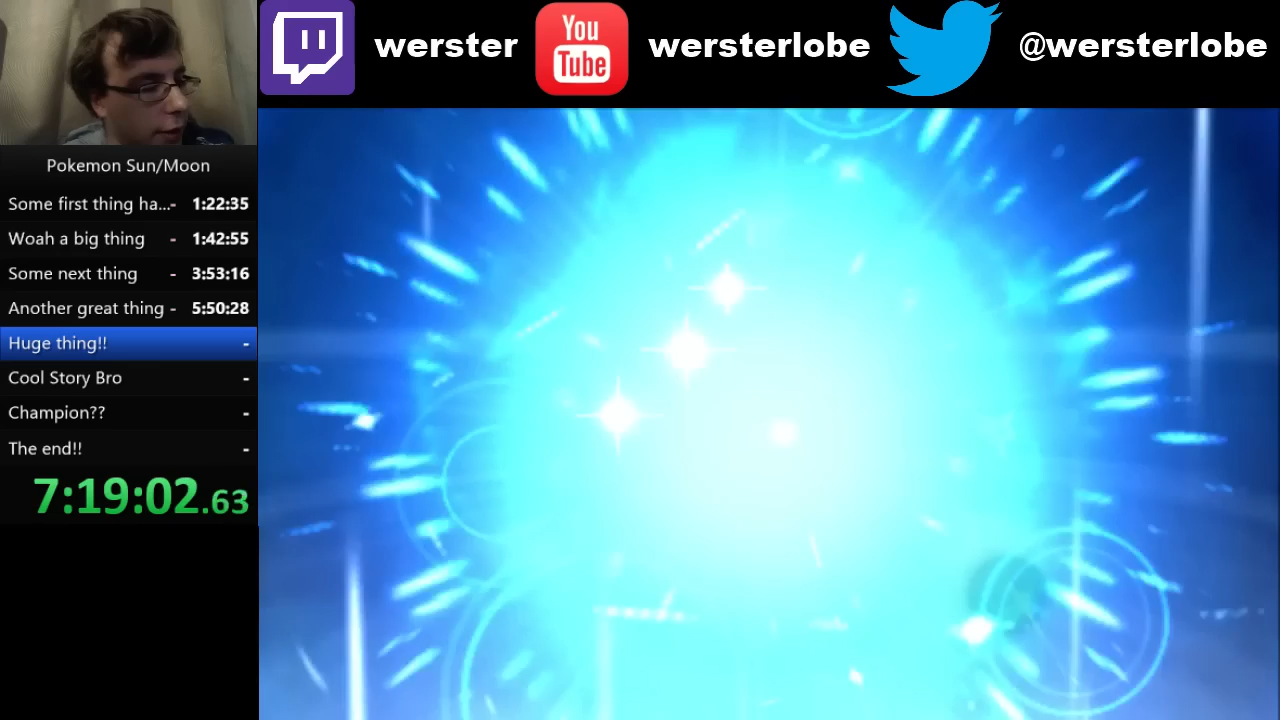 werster
You
Tube
wersterlobe
@wersterlobe
Pokemon Sun/Moon
Some first thing ha...- 1:22:35
Woah a big thing - 1:42:55
Some next thing - 3:53:16
Another great thing - 5:50:28
Huge thing!! -
Cool Story Bro -
Champion?? -
The end!! -
7:19:02.63